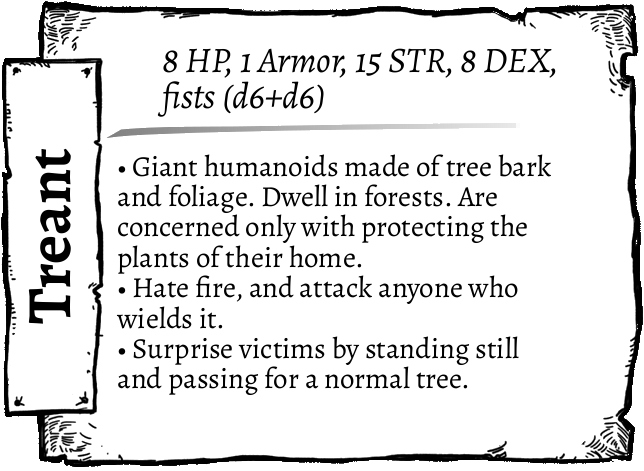 Treant
8 HP, 1 Armor, 15 STR, 8 DEX,
fists (d6+d6)
• Giant humanoids made of tree bark
and foliage. Dwell in forests. Are
concerned only with protecting the
plants of their home.
• Hate fire, and attack anyone who
wields it.
• Surprise victims by standing still
and passing for a normal tree.